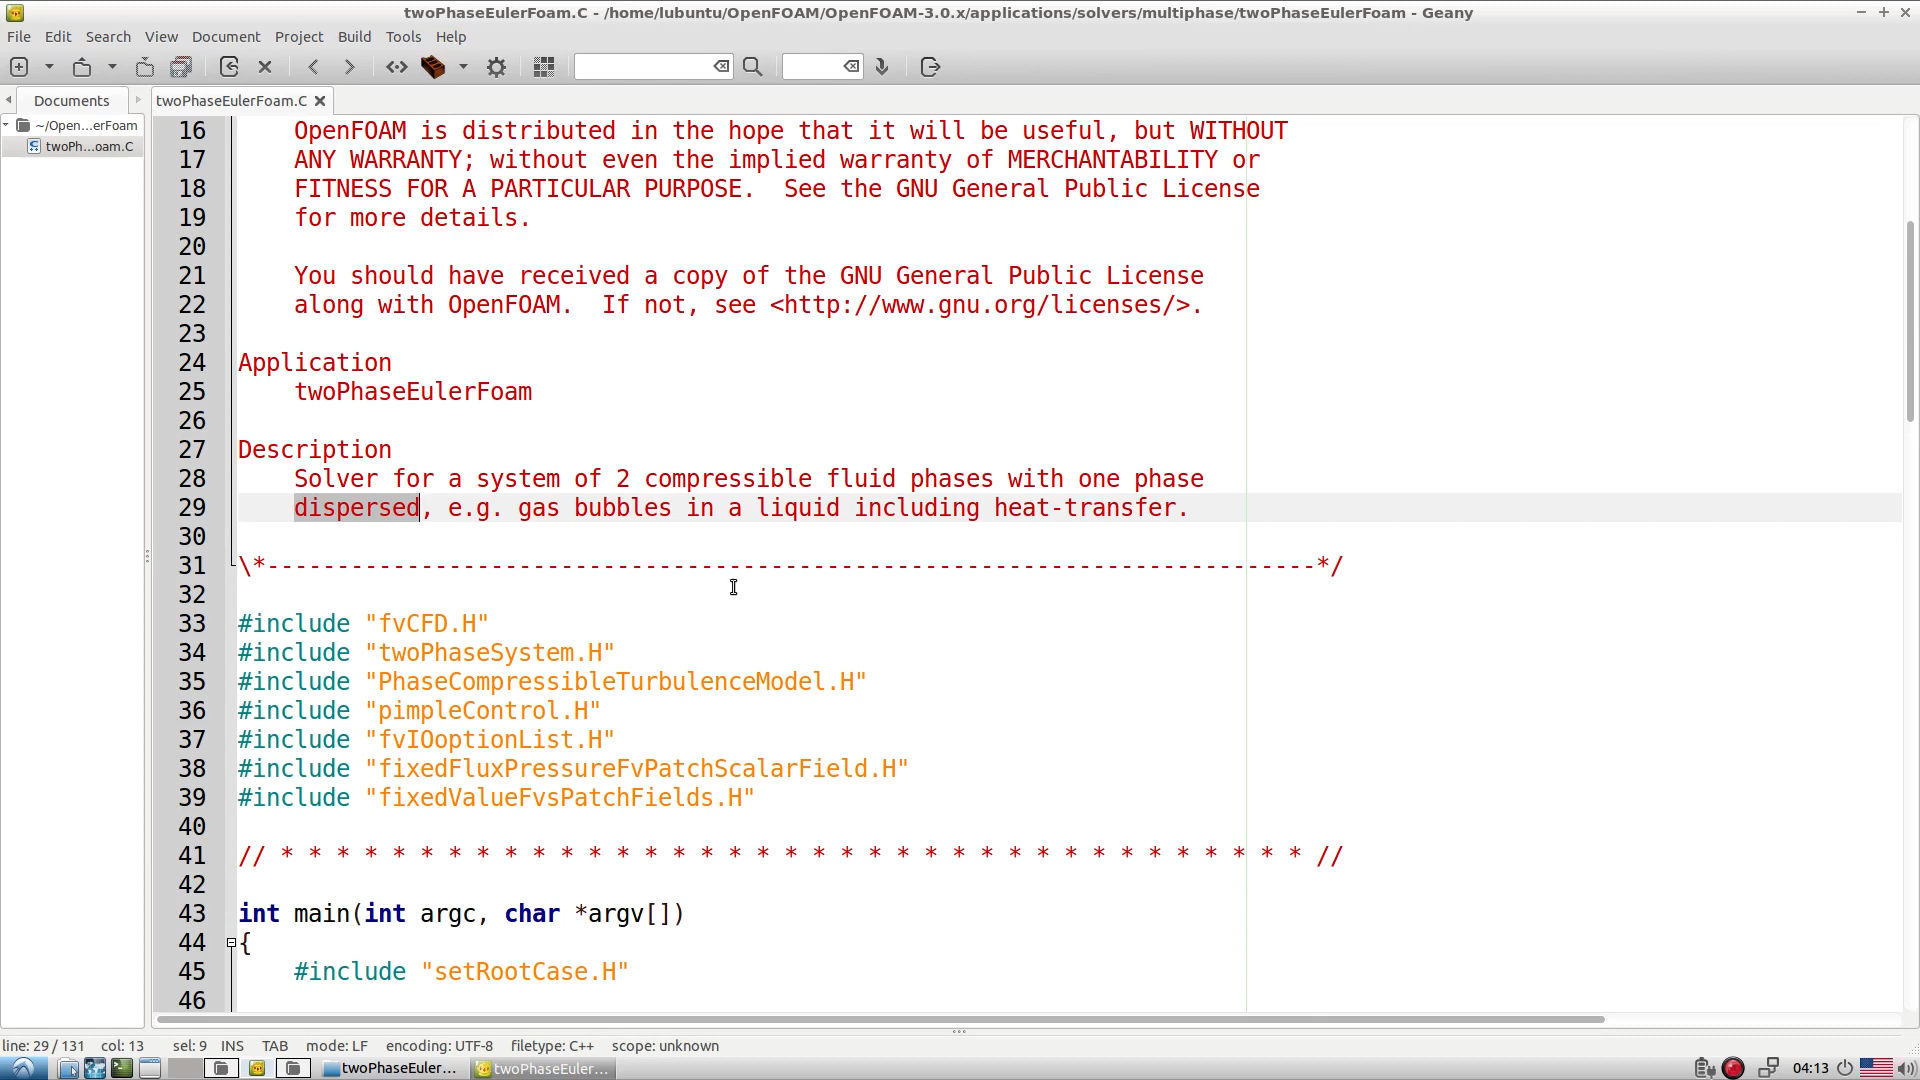 twoPhaseEulerFoam.C - /home/lubuntu/OpenFOAM/OpenFOAM-3.0.x/applications/solvers/multiphase/twoPhaseEulerFoam - Geany
File Edit Search View Document Project Build Tools Help
Documents twoPhaseEulerFoam.C
~/Open...erFoam
twoPh...oam.C
16 OpenFOAM is distributed in the hope that it will be useful, but WITHOUT
17 ANY WARRANTY; without even the implied warranty of MERCHANTABILITY or
18 FITNESS FOR A PARTICULAR PURPOSE.  See the GNU General Public License
19 for more details.
20
21 You should have received a copy of the GNU General Public License
22 along with OpenFOAM.  If not, see <http://www.gnu.org/licenses/>.
23
24 Application
25 twoPhaseEulerFoam
26
27 Description
28 Solver for a system of 2 compressible fluid phases with one phase
29 dispersed, e.g. gas bubbles in a liquid including heat-transfer.
30
31 \*---------------------------------------------------------------------------*/
32
33 #include "fvCFD.H"
34 #include "twoPhaseSystem.H"
35 #include "PhaseCompressibleTurbulenceModel.H"
36 #include "pimpleControl.H"
37 #include "fvIOoptionList.H"
38 #include "fixedFluxPressureFvPatchScalarField.H"
39 #include "fixedValueFvsPatchFields.H"
40
41 // * * * * * * * * * * * * * * * * * * * * * * * * * * * * * * * * * * * * * //
42
43 int main(int argc, char *argv[])
44 {
45 #include "setRootCase.H"
46
line: 29 / 131 col: 13 sel: 9 INS TAB mode: LF encoding: UTF-8 filetype: C++ scope: unknown
twoPhaseEuler... twoPhaseEuler... 04:13